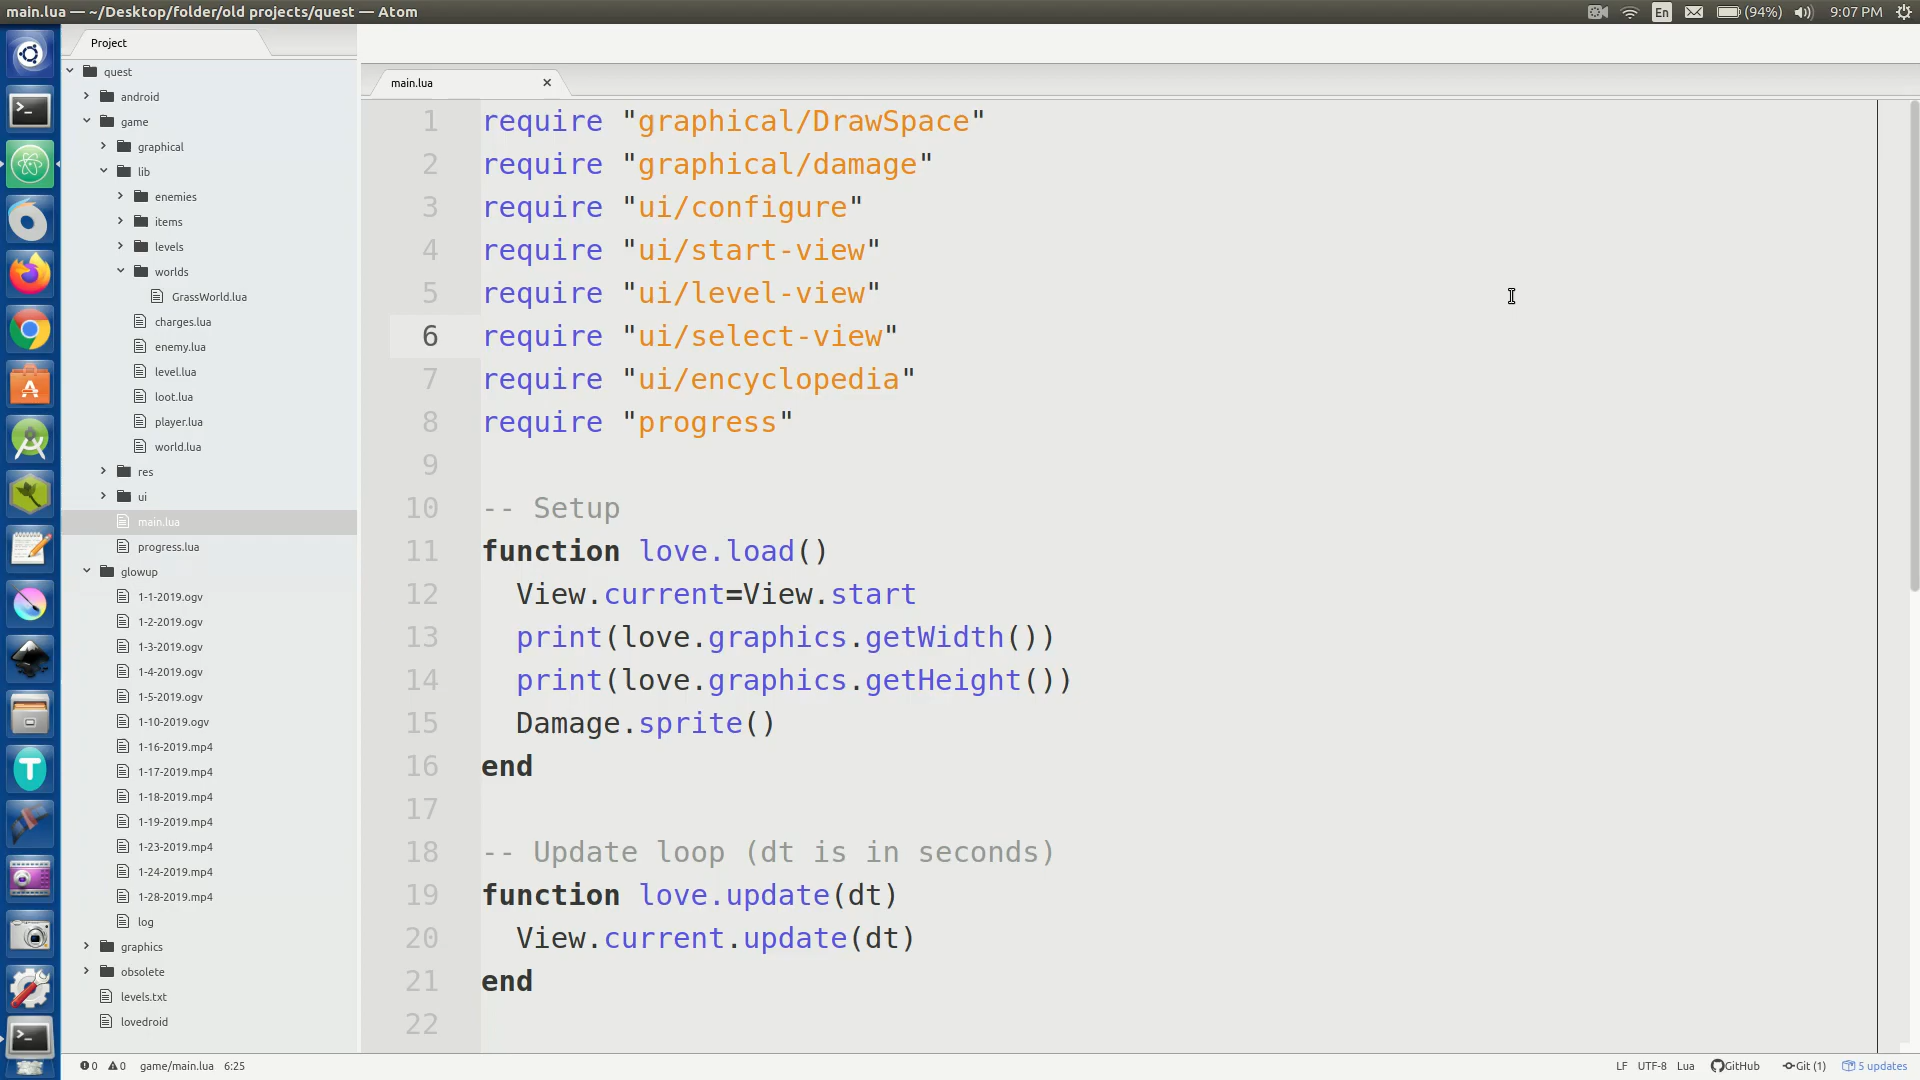 main.lua — ~/Desktop/folder/old projects/quest — Atom
En
(94%)
9:07 PM
Project
quest
android
game
graphical
lib
enemies
items
levels
worlds
GrassWorld.lua
charges.lua
enemy.lua
level.lua
loot.lua
player.lua
world.lua
res
ui
main.lua
progress.lua
glowup
1-1-2019.ogv
1-2-2019.ogv
1-3-2019.ogv
1-4-2019.ogv
1-5-2019.ogv
1-10-2019.ogv
1-16-2019.mp4
1-17-2019.mp4
1-18-2019.mp4
1-19-2019.mp4
1-23-2019.mp4
1-24-2019.mp4
1-28-2019.mp4
log
graphics
obsolete
levels.txt
lovedroid
main.lua
1 require "graphical/DrawSpace"
2 require "graphical/damage"
3 require "ui/configure"
4 require "ui/start-view"
5 require "ui/level-view"
6 require "ui/select-view"
7 require "ui/encyclopedia"
8 require "progress"
9
10 -- Setup
11 function love.load()
12   View.current=View.start
13   print(love.graphics.getWidth())
14   print(love.graphics.getHeight())
15   Damage.sprite()
16 end
17
18 -- Update loop (dt is in seconds)
19 function love.update(dt)
20   View.current.update(dt)
21 end
22
0 0 game/main.lua 6:25
LF UTF-8 Lua GitHub Git (1) 5 updates